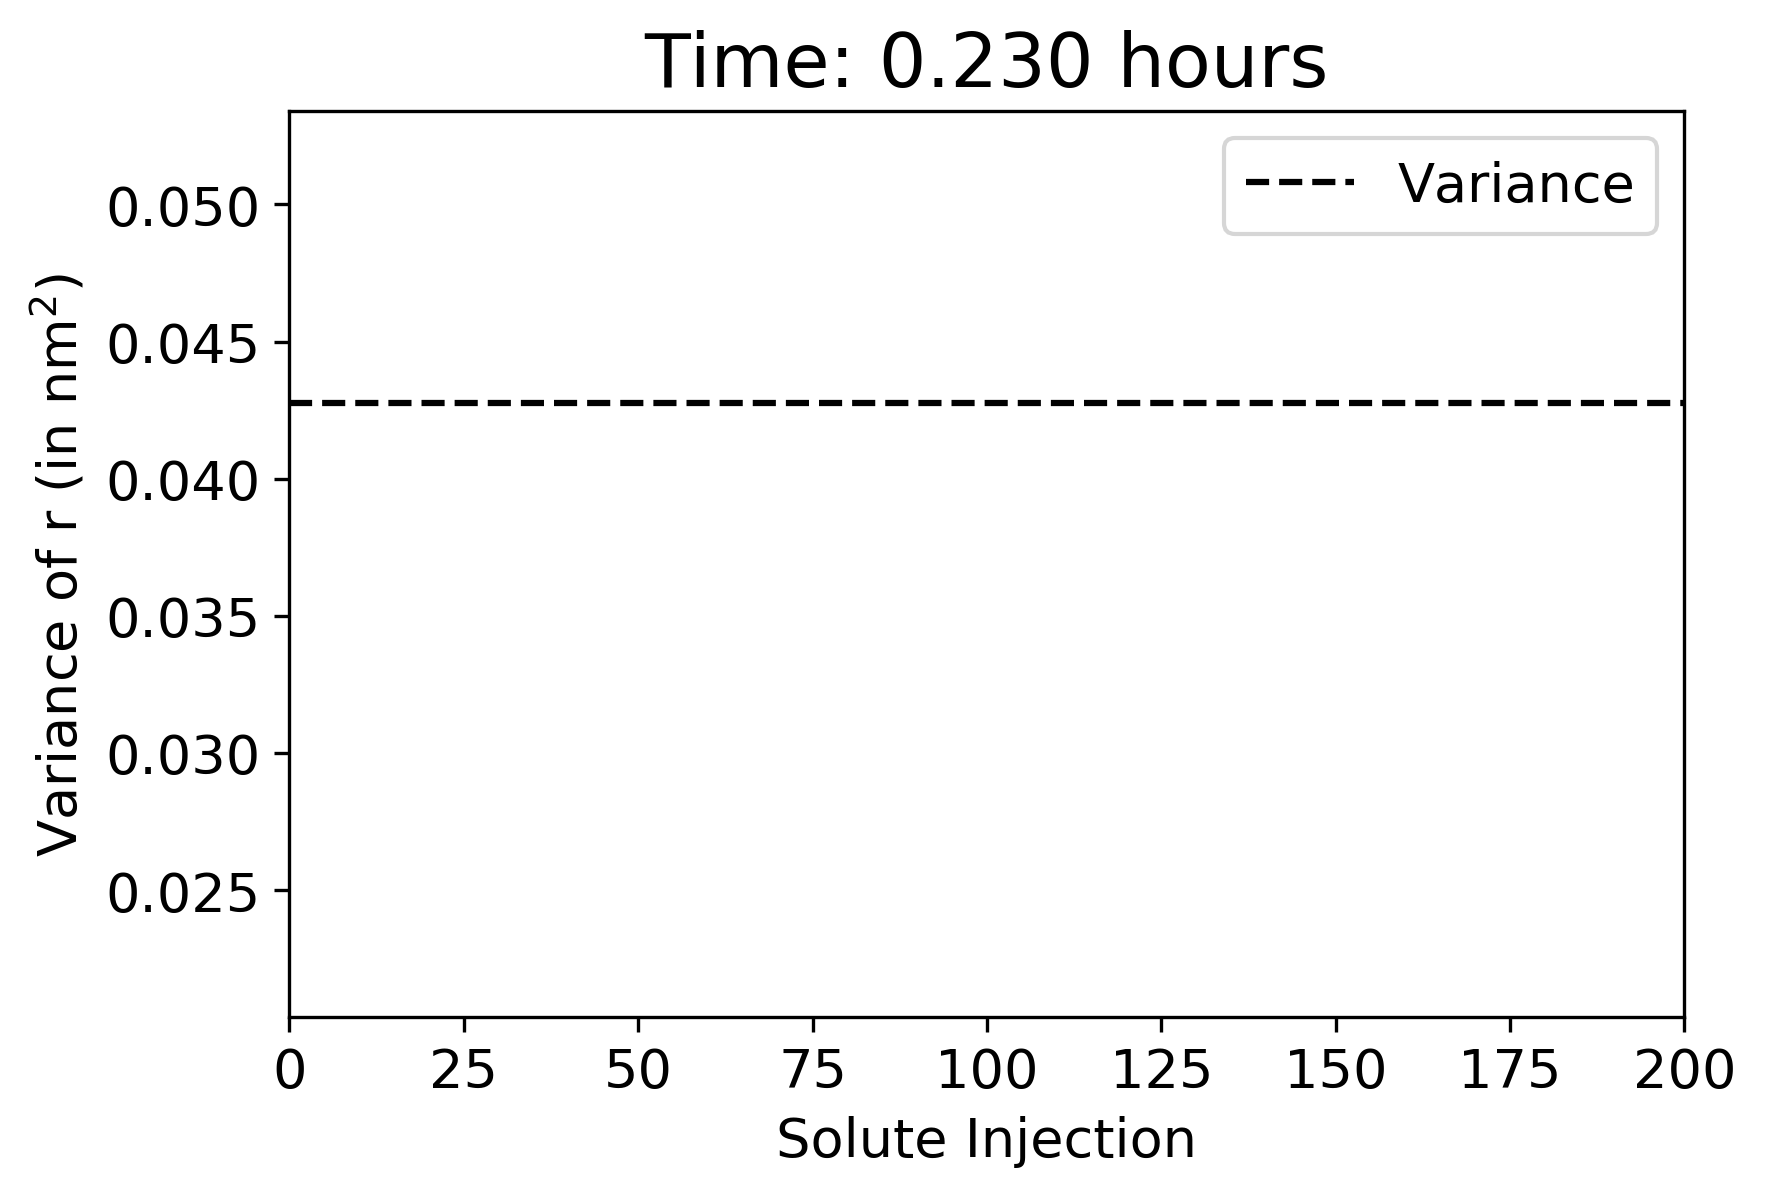 Time: 0.230 hours
Variance
Variance of r (in nm²)
0.050
0.045
0.040
0.035
0.030
0.025
0 25 50 75 100 125 150 175 200
Solute Injection